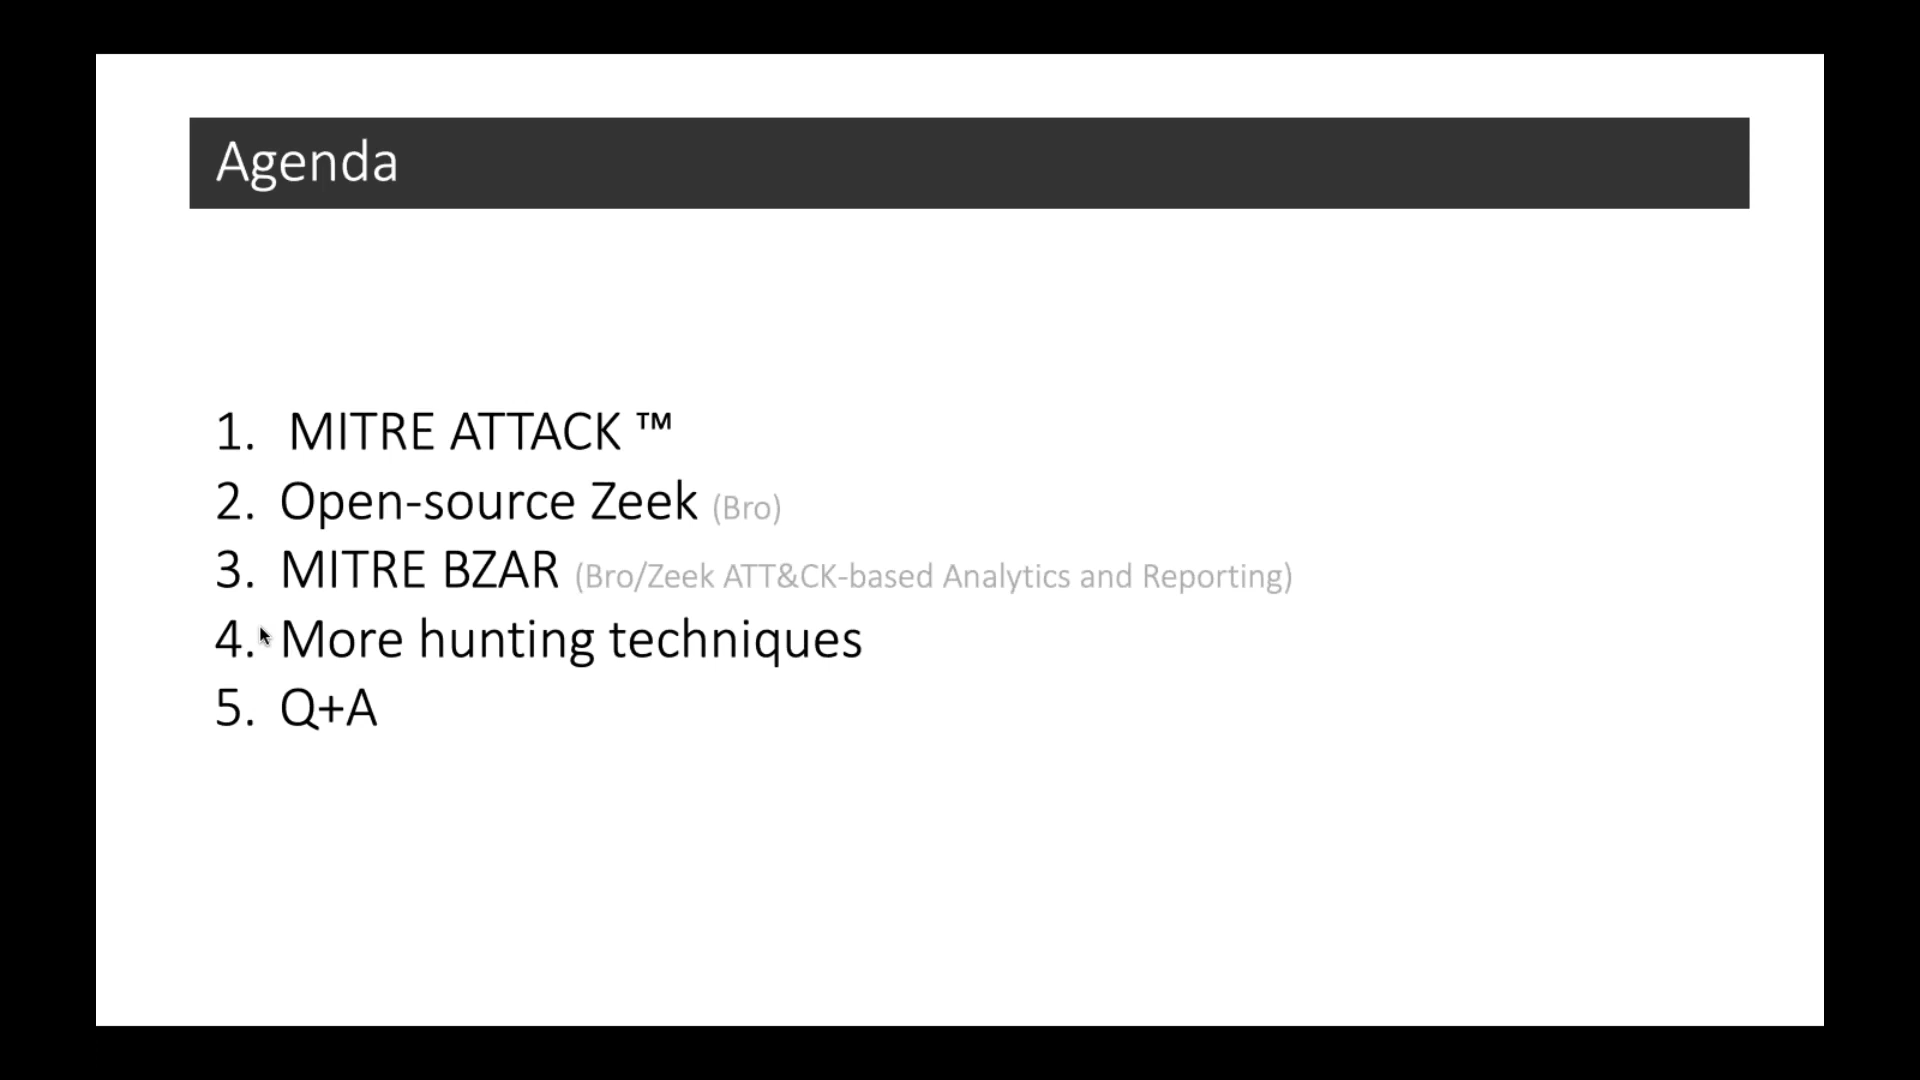 Agenda
1. MITRE ATTACK ™
2. Open-source Zeek (Bro)
3. MITRE BZAR (Bro/Zeek ATT&CK-based Analytics and Reporting)
4. More hunting techniques
5. Q+A